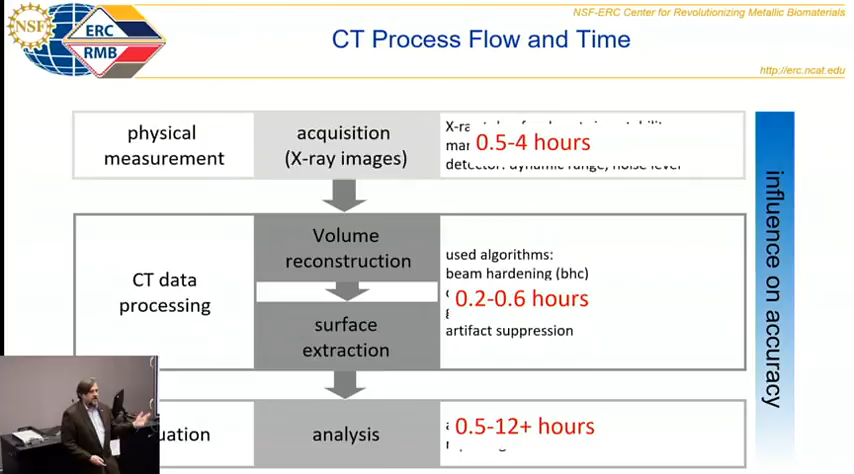 NSF
ERC
RMB
NSF-ERC Center for Revolutionizing Metallic Biomaterials
CT Process Flow and Time
http://erc.ncat.edu
physical
measurement
acquisition
(X-ray images)
0.5-4 hours
CT data
processing
Volume
reconstruction
surface
extraction
used algorithms:
beam hardening (bhc)
0.2-0.6 hours
artifact suppression
analysis
0.5-12+ hours
influence on accuracy